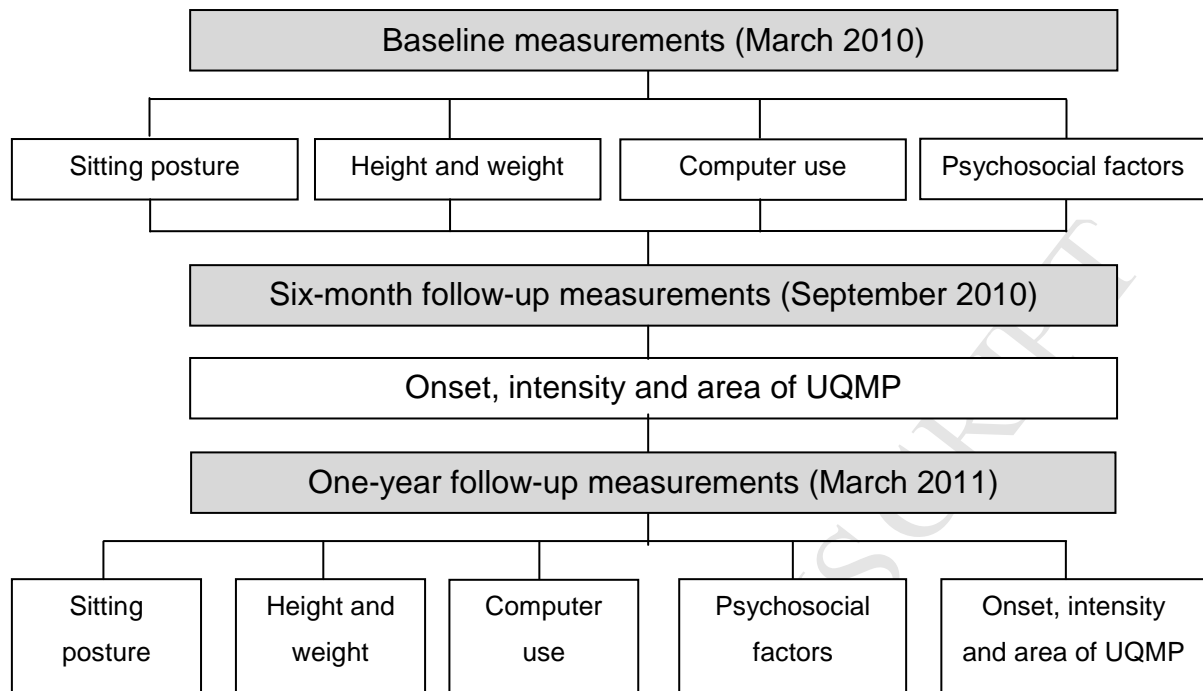 Baseline measurements (March 2010)
Sitting posture
Height and weight
Computer use
Psychosocial factors
Six-month follow-up measurements (September 2010)
Onset, intensity and area of UQMP
One-year follow-up measurements (March 2011)
Sitting
posture
Height and
weight
Computer
use
Psychosocial
factors
Onset, intensity
and area of UQMP